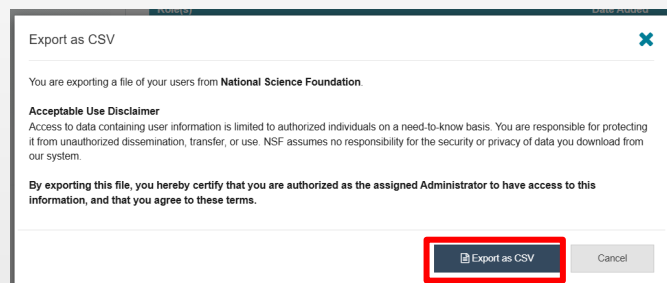 Role(s) Date Added
Export as CSV
You are exporting a file of your users from National Science Foundation.
Acceptable Use Disclaimer
Access to data containing user information is limited to authorized individuals on a need-to-know basis. You are responsible for protecting
it from unauthorized dissemination, transfer, or use. NSF assumes no responsibility for the security or privacy of data you download from
our system.
By exporting this file, you hereby certify that you are authorized as the assigned Administrator to have access to this
information, and that you agree to these terms.
Export as CSV Cancel